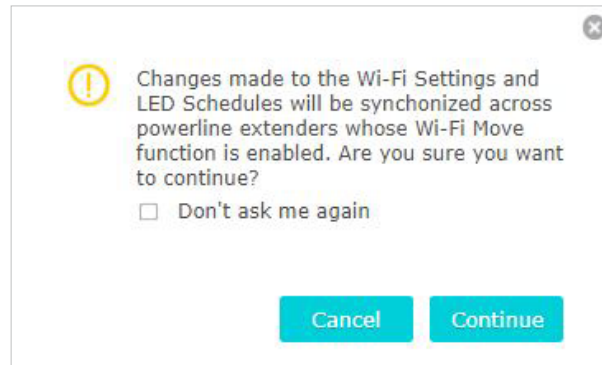 Changes made to the Wi-Fi Settings and
LED Schedules will be synchonized across
powerline extenders whose Wi-Fi Move
function is enabled. Are you sure you want
to continue?
Don't ask me again
Cancel Continue